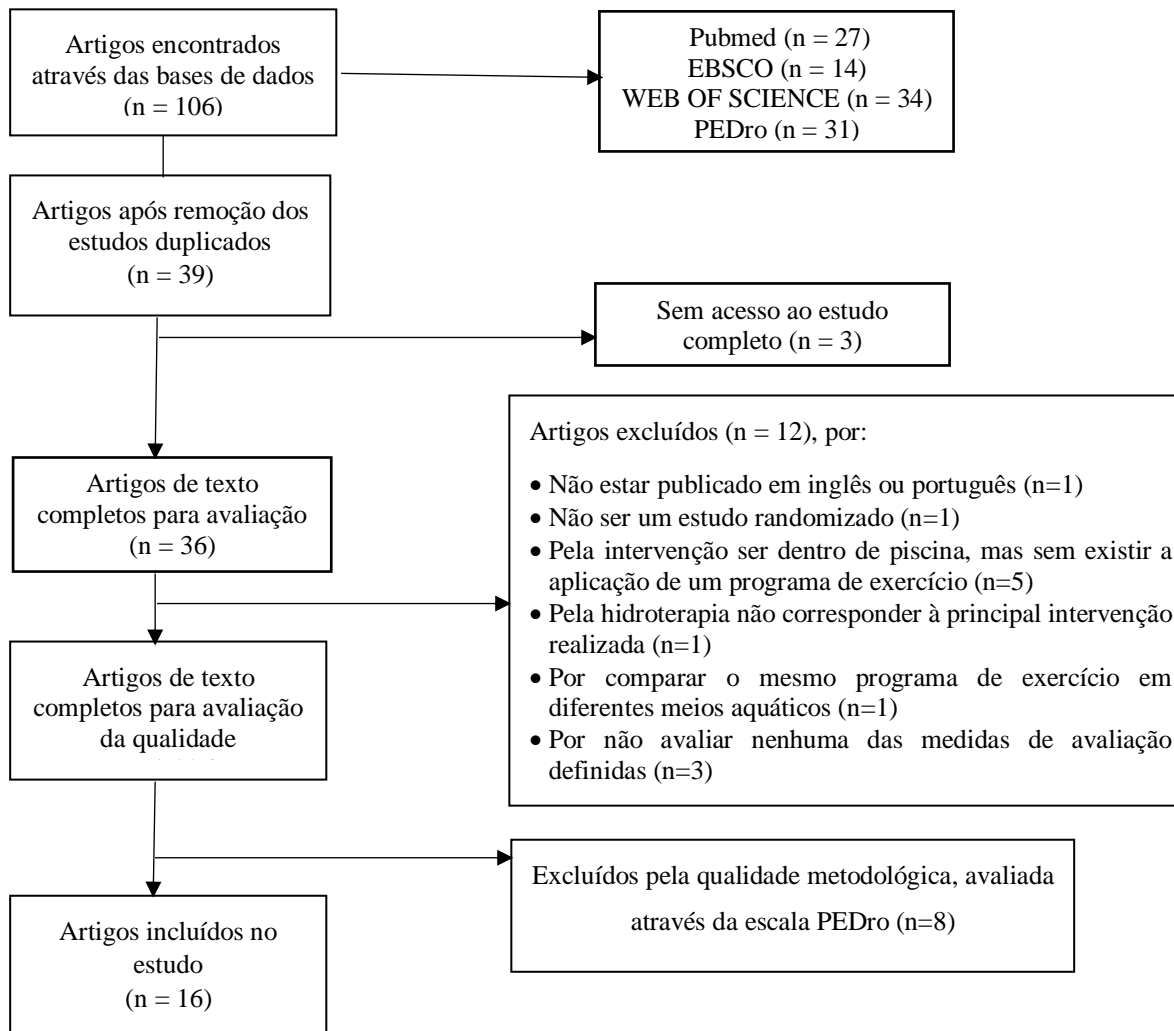 Artigos encontrados
através das bases de dados
(n = 106)
Pubmed (n = 27)
EBSCO (n = 14)
WEB OF SCIENCE (n = 34)
PEDro (n = 31)
Artigos após remoção dos
estudos duplicados
(n = 39)
Sem acesso ao estudo
completo (n = 3)
Artigos de texto
completos para avaliação
(n = 36)
Artigos excluídos (n = 12), por:
• Não estar publicado em inglês ou português (n=1)
• Não ser um estudo randomizado (n=1)
• Pela intervenção ser dentro de piscina, mas sem existir a
aplicação de um programa de exercício (n=5)
• Pela hidroterapia não corresponder à principal intervenção
realizada (n=1)
• Por comparar o mesmo programa de exercício em
diferentes meios aquáticos (n=1)
• Por não avaliar nenhuma das medidas de avaliação
definidas (n=3)
Artigos de texto
completos para avaliação
da qualidade
Excluídos pela qualidade metodológica, avaliada
através da escala PEDro (n=8)
Artigos incluídos no
estudo
(n = 16)